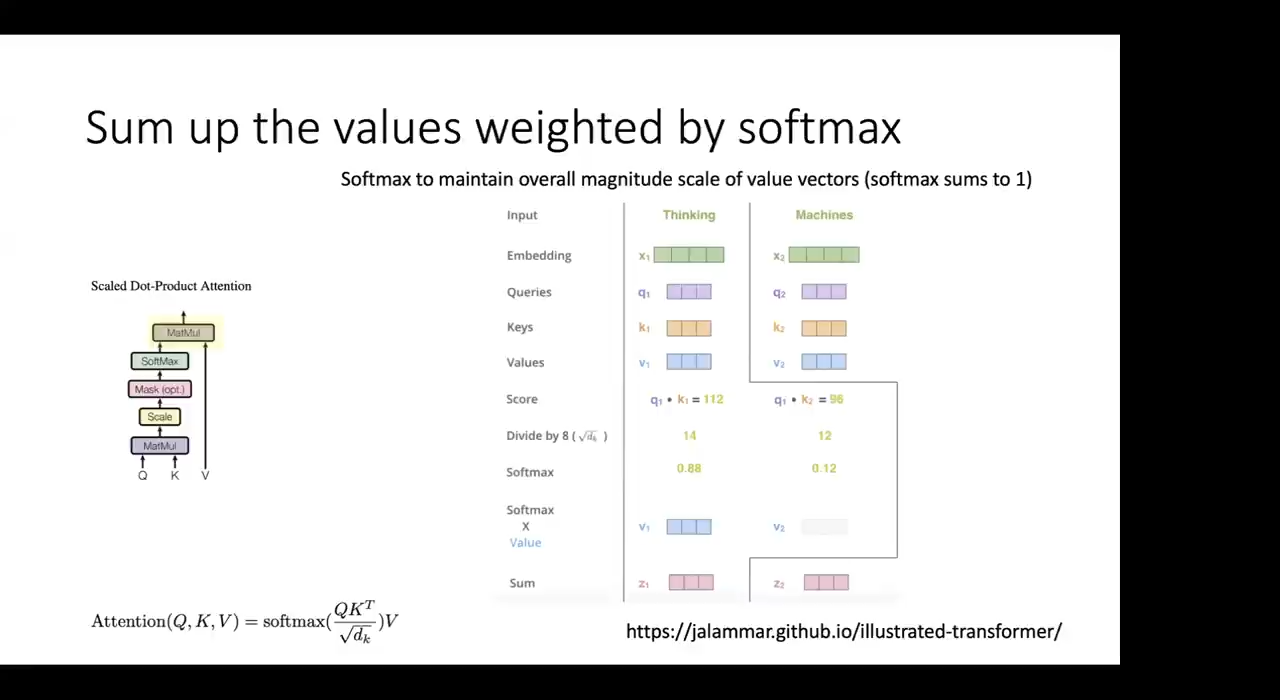 Sum up the values weighted by softmax
Softmax to maintain overall magnitude scale of value vectors (softmax sums to 1)
Scaled Dot-Product Attention
MatMul
SoftMax
Mask (opt.)
Scale
MatMul
Q K V
Attention(Q, K, V) = softmax(QK^T/√d_k)V
Input Thinking Machines
Embedding x₁ x₂
Queries q₁ q₂
Keys k₁ k₂
Values v₁ v₂
Score q₁ • k₁ = 112 q₁ • k₂ = 96
Divide by 8 ( √d_k ) 14 12
Softmax 0.88 0.12
Softmax
X v₁ v₂
Value
Sum z₁ z₂
https://jalammar.github.io/illustrated-transformer/